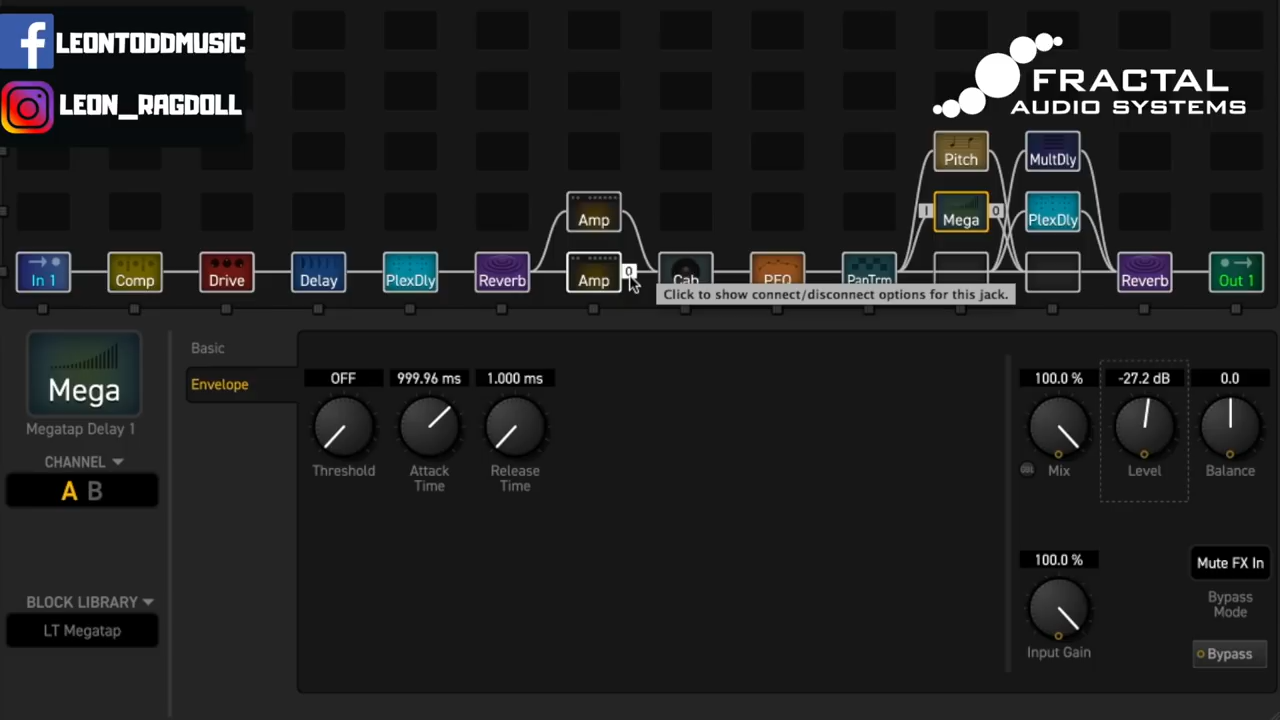 LEONTODDMUSIC
LEON_RAGDOLL
FRACTAL
AUDIO SYSTEMS
Pitch
MultDly
Mega
PlexDly
Amp
In 1
Comp
Drive
Delay
PlexDly
Reverb
Amp
Cab
PEQ
PanTrm
Reverb
Out 1
I
O
O
Click to show connect/disconnect options for this jack.
Mega
Megatap Delay 1
CHANNEL
A B
BLOCK LIBRARY
LT Megatap
Basic
Envelope
OFF
999.96 ms
1.000 ms
Threshold
Attack
Time
Release
Time
100.0 %
-27.2 dB
0.0
Mix
Level
Balance
100.0 %
Input Gain
Mute FX In
Bypass
Mode
Bypass